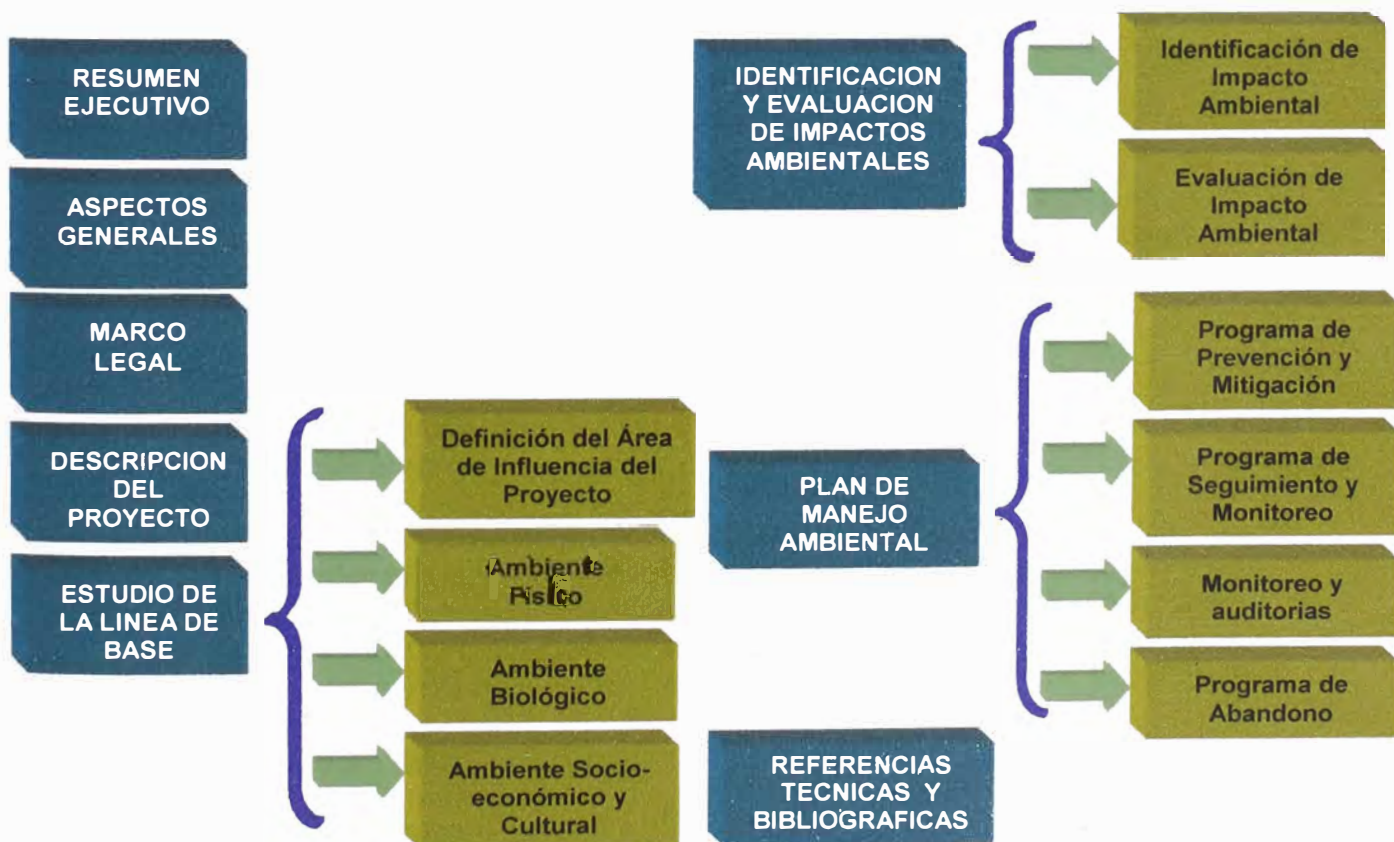 RESUMEN
EJECUTIVO
ASPECTOS
GENERALES
MARCO
LEGAL
DESCRIPCION
DEL
PROYECTO
ESTUDIO DE
LA LINEA DE
BASE
Definición del Área
de Influencia del
Proyecto
Ambiente
Físico
Ambiente
Biológico
Ambiente Socio-
económico y
Cultural
IDENTIFICACION
Y EVALUACION
DE IMPACTOS
AMBIENTALES
Identificación de
Impacto
Ambiental
Evaluación de
Impacto
Ambiental
PLAN DE
MANEJO
AMBIENTAL
Programa de
Prevención y
Mitigación
Programa de
Seguimiento y
Monitoreo
Monitoreo y
auditorias
Programa de
Abandono
REFERENCIAS
TECNICAS Y
BIBLIOGRAFICAS